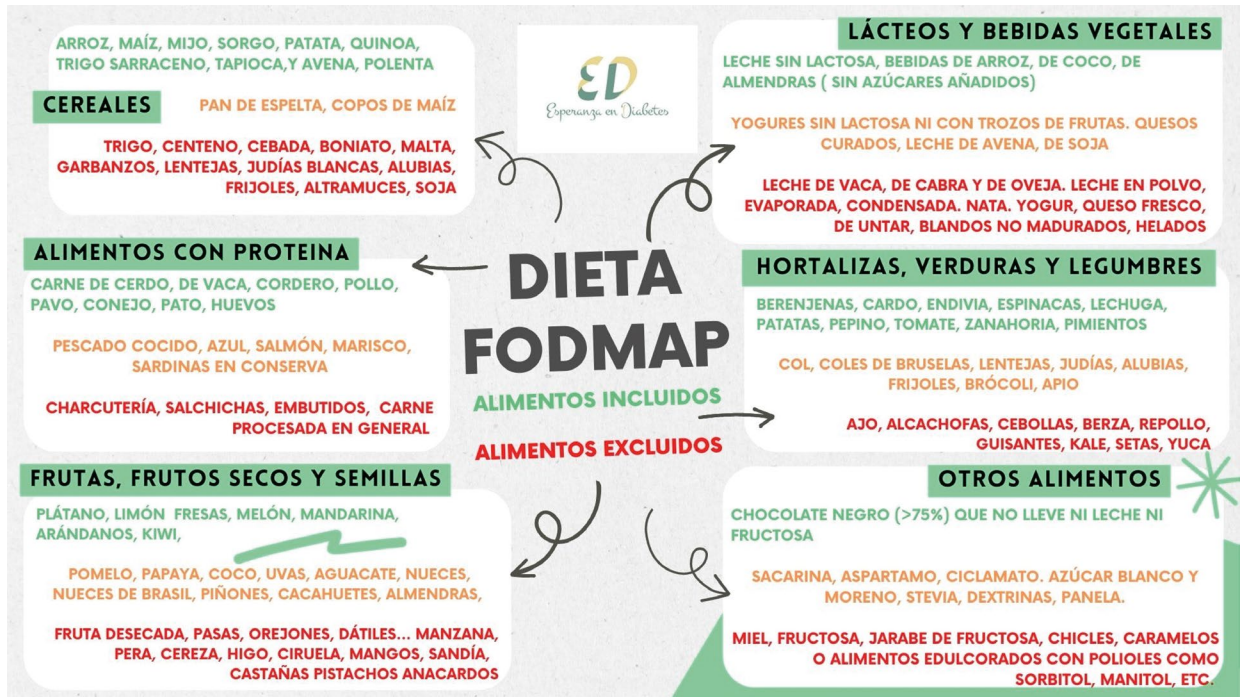 ARROZ, MAÍZ, MIJO, SORGO, PATATA, QUINOA,
TRIGO SARRACENO, TAPIOCA,Y AVENA, POLENTA
CEREALES
PAN DE ESPELTA, COPOS DE MAÍZ
TRIGO, CENTENO, CEBADA, BONIATO, MALTA,
GARBANZOS, LENTEJAS, JUDÍAS BLANCAS, ALUBIAS,
FRIJOLES, ALTRAMUCES, SOJA
ED
Esperanza en Diabetes
LÁCTEOS Y BEBIDAS VEGETALES
LECHE SIN LACTOSA, BEBIDAS DE ARROZ, DE COCO, DE
ALMENDRAS ( SIN AZÚCARES AÑADIDOS)
YOGURES SIN LACTOSA NI CON TROZOS DE FRUTAS. QUESOS
CURADOS, LECHE DE AVENA, DE SOJA
LECHE DE VACA, DE CABRA Y DE OVEJA. LECHE EN POLVO,
EVAPORADA, CONDENSADA. NATA. YOGUR, QUESO FRESCO,
DE UNTAR, BLANDOS NO MADURADOS, HELADOS
DIETA
FODMAP
ALIMENTOS INCLUIDOS
ALIMENTOS EXCLUIDOS
ALIMENTOS CON PROTEINA
CARNE DE CERDO, DE VACA, CORDERO, POLLO,
PAVO, CONEJO, PATO, HUEVOS
PESCADO COCIDO, AZUL, SALMÓN, MARISCO,
SARDINAS EN CONSERVA
CHARCUTERÍA, SALCHICHAS, EMBUTIDOS, CARNE
PROCESADA EN GENERAL
HORTALIZAS, VERDURAS Y LEGUMBRES
BERENJENAS, CARDO, ENDIVIA, ESPINACAS, LECHUGA,
PATATAS, PEPINO, TOMATE, ZANAHORIA, PIMIENTOS
COL, COLES DE BRUSELAS, LENTEJAS, JUDÍAS, ALUBIAS,
FRIJOLES, BRÓCOLI, APIO
AJO, ALCACHOFAS, CEBOLLAS, BERZA, REPOLLO,
GUISANTES, KALE, SETAS, YUCA
FRUTAS, FRUTOS SECOS Y SEMILLAS
PLÁTANO, LIMÓN FRESAS, MELÓN, MANDARINA,
ARÁNDANOS, KIWI,
POMELO, PAPAYA, COCO, UVAS, AGUACATE, NUECES,
NUECES DE BRASIL, PIÑONES, CACAHUETES, ALMENDRAS,
FRUTA DESECADA, PASAS, OREJONES, DÁTILES... MANZANA,
PERA, CEREZA, HIGO, CIRUELA, MANGOS, SANDÍA,
CASTAÑAS PISTACHOS ANACARDOS
OTROS ALIMENTOS
CHOCOLATE NEGRO (>75%) QUE NO LLEVE NI LECHE NI
FRUCTOSA
SACARINA, ASPARTAMO, CICLAMATO. AZÚCAR BLANCO Y
MORENO, STEVIA, DEXTRINAS, PANELA.
MIEL, FRUCTOSA, JARABE DE FRUCTOSA, CHICLES, CARAMELOS
O ALIMENTOS EDULCORADOS CON POLIOLES COMO
SORBITOL, MANITOL, ETC.